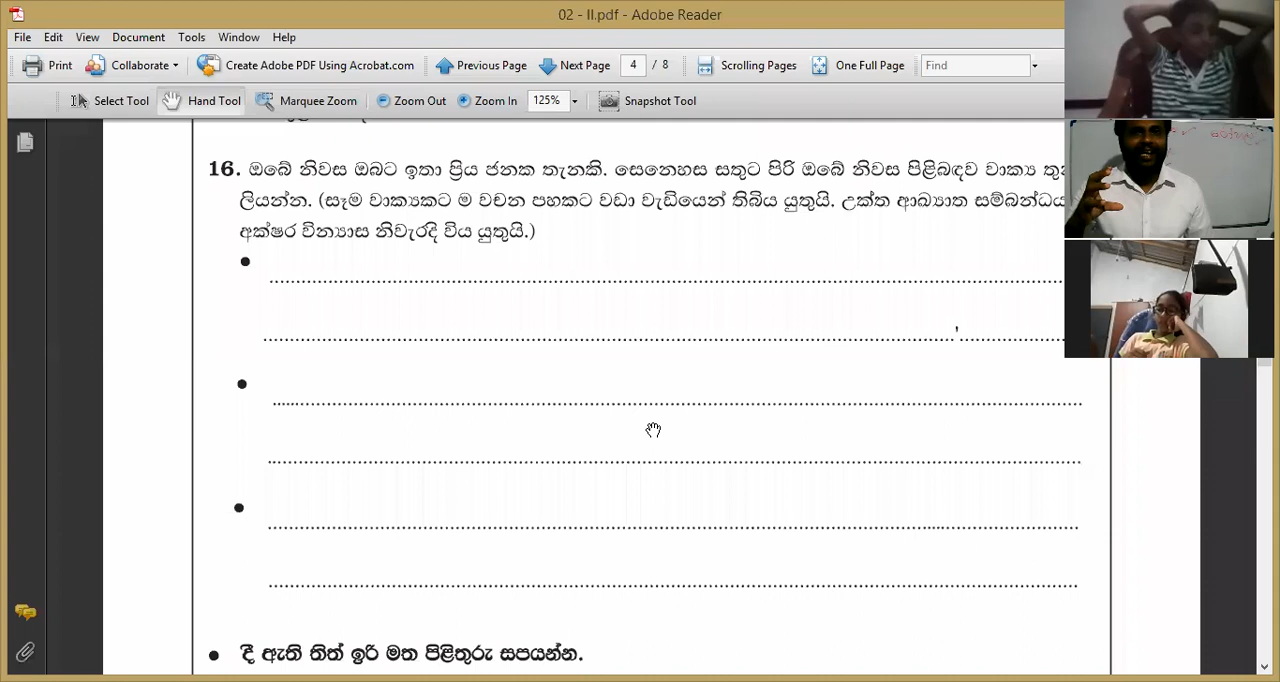 02 - II.pdf - Adobe Reader
File Edit View Document Tools Window Help
Print Collaborate Create Adobe PDF Using Acrobat.com Previous Page Next Page 4 / 8 Scrolling Pages One Full Page Find
Select Tool Hand Tool Marquee Zoom Zoom Out Zoom In 125% Snapshot Tool
16. ඔබේ නිවස ඔබට ඉතා ප්‍රිය ජනක තැනකි. සෙනෙහස සතුට පිරි ඔබේ නිවස පිළිබඳව වාක්‍ය
ලියන්න. (සෑම වාක්‍යකට ම වචන පහකට වඩා වැඩියෙන් තිබිය යුතුයි. උක්ත ආඛ්‍යාත සම්බන්ධය
අක්ෂර වින්‍යාස නිවැරදි විය යුතුයි.)
• දී ඇති තිත් ඉරි මත පිළිතුරු සපයන්න.